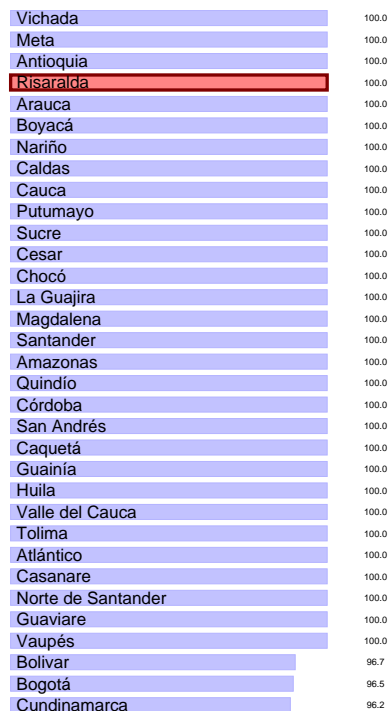 Vichada 100.0
Meta 100.0
Antioquia 100.0
Risaralda 100.0
Arauca 100.0
Boyacá 100.0
Nariño 100.0
Caldas 100.0
Cauca 100.0
Putumayo 100.0
Sucre 100.0
Cesar 100.0
Chocó 100.0
La Guajira 100.0
Magdalena 100.0
Santander 100.0
Amazonas 100.0
Quindío 100.0
Córdoba 100.0
San Andrés 100.0
Caquetá 100.0
Guainía 100.0
Huila 100.0
Valle del Cauca 100.0
Tolima 100.0
Atlántico 100.0
Casanare 100.0
Norte de Santander 100.0
Guaviare 100.0
Vaupés 100.0
Bolivar 96.7
Bogotá 96.5
Cundinamarca 96.2